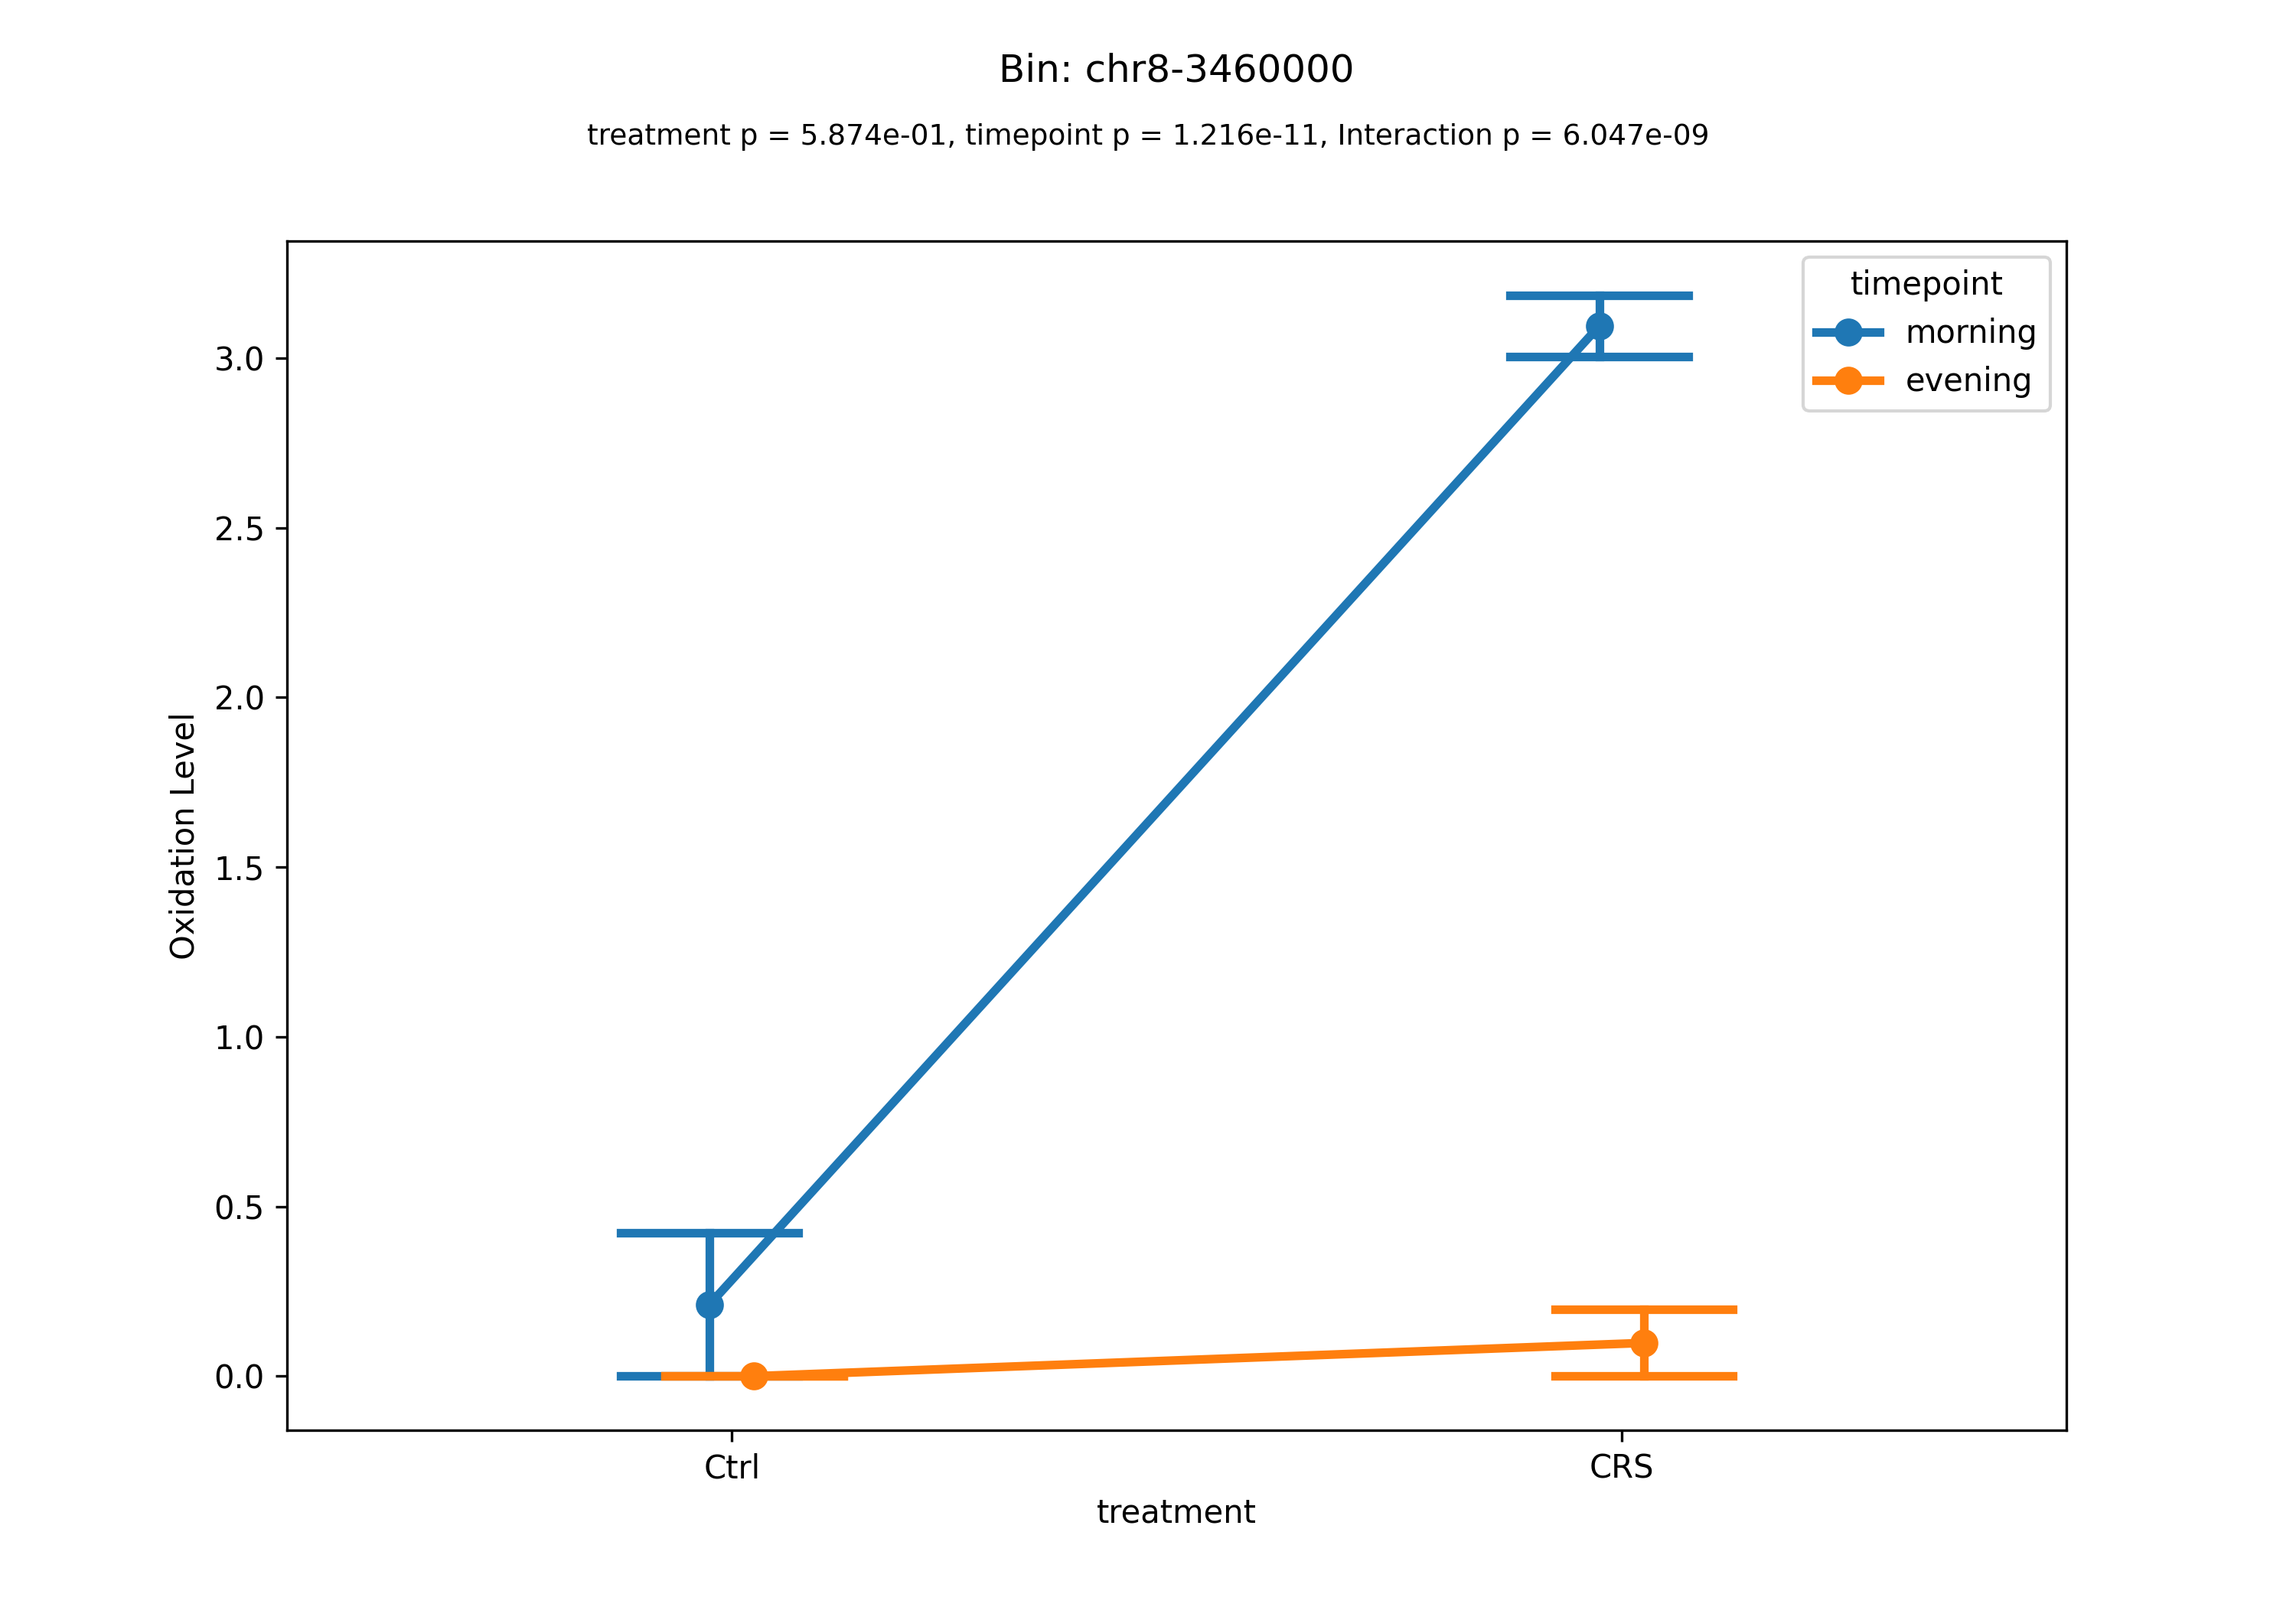 Bin: chr8-3460000
treatment p = 5.874e-01, timepoint p = 1.216e-11, Interaction p = 6.047e-09
timepoint
morning
evening
3.0
2.5
2.0
1.5
1.0
0.5
0.0
Oxidation Level
Ctrl
CRS
treatment